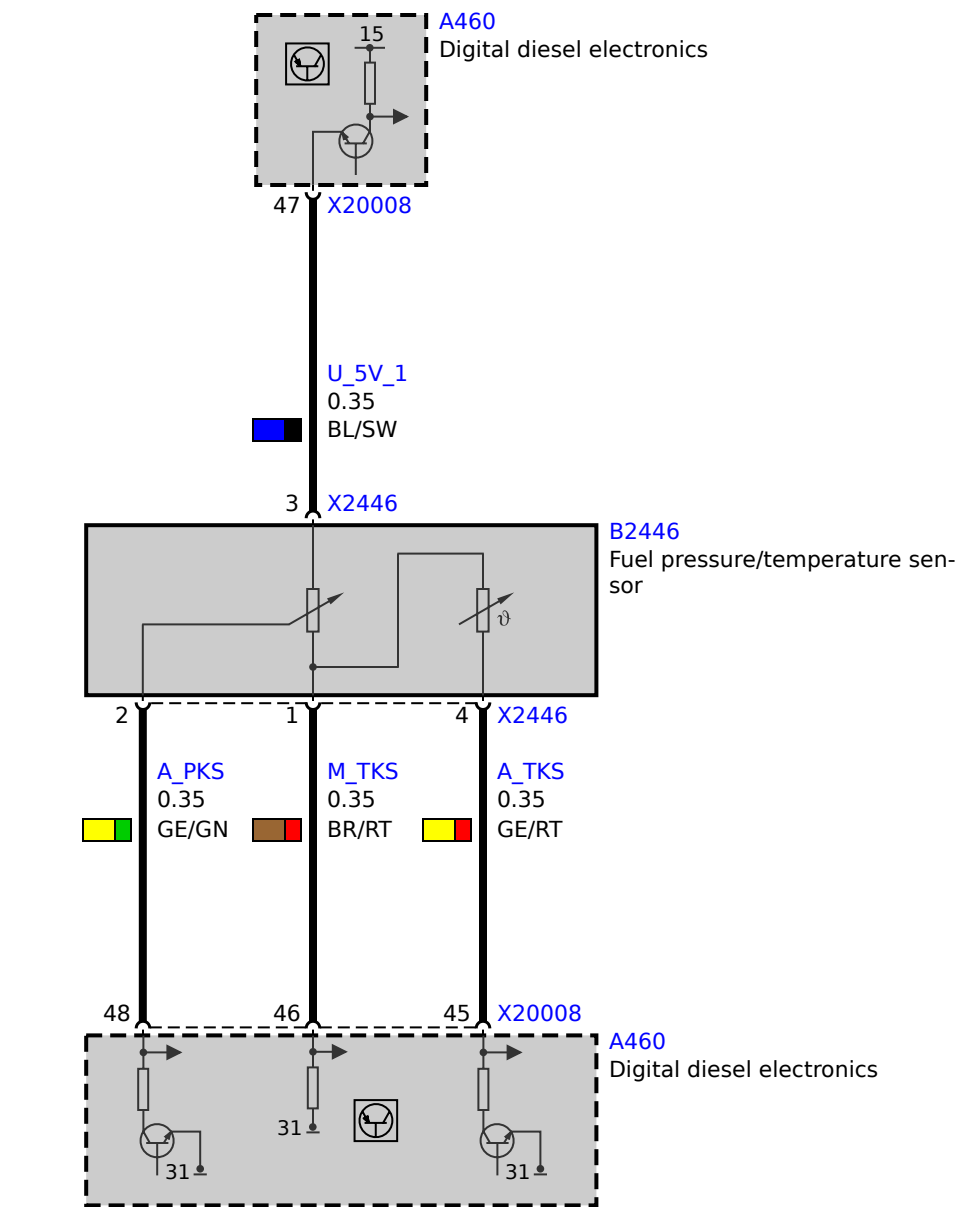 A460
15
Digital diesel electronics
47 X20008
U_5V_1
0.35
BL/SW
3 X2446
B2446
Fuel pressure/temperature sen-
sor
ϑ
2 1 4 X2446
A_PKS M_TKS A_TKS
0.35 0.35 0.35
GE/GN BR/RT GE/RT
48 46 45 X20008
A460
Digital diesel electronics
31
31 31